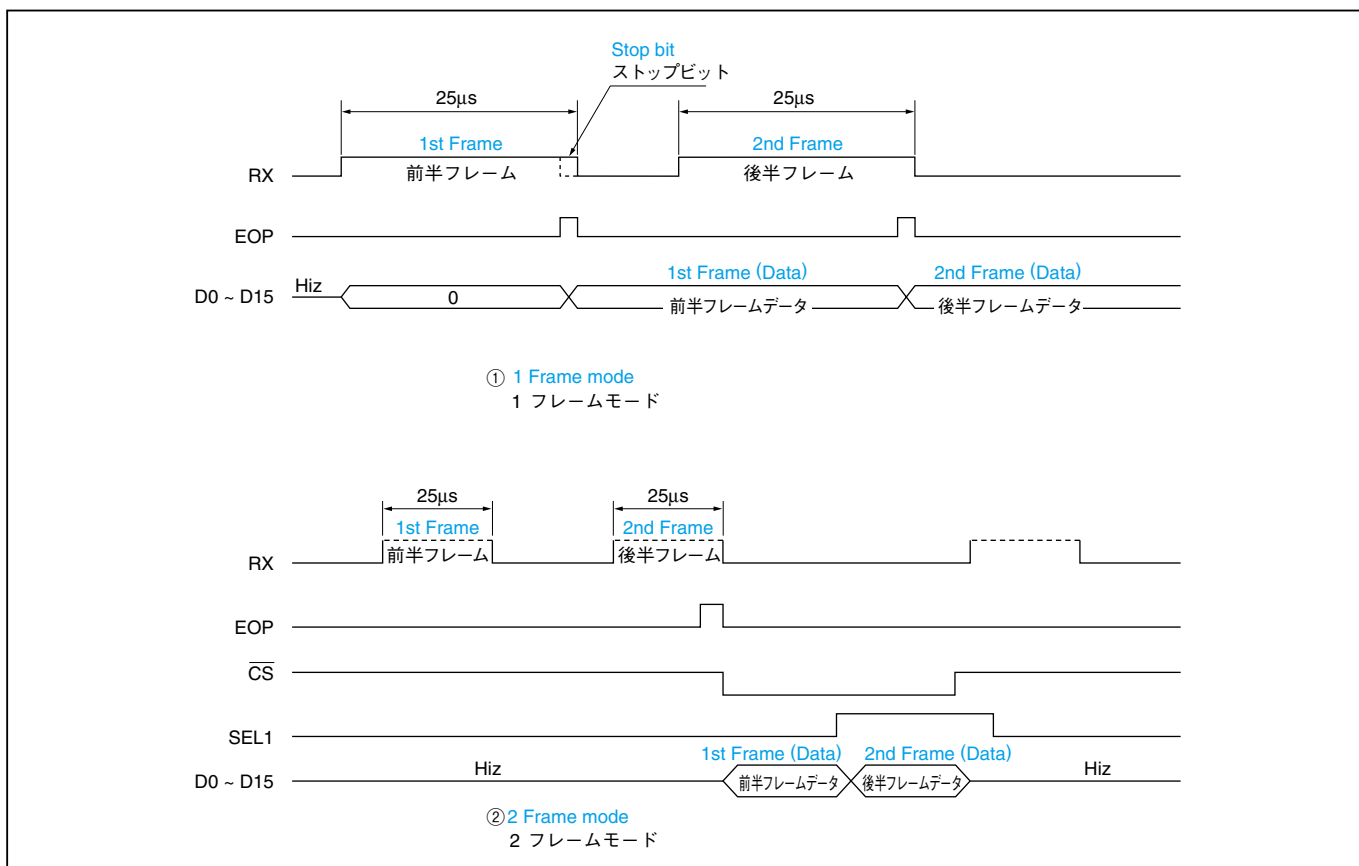 Stop bit
ストップビット
25μs 25μs
1st Frame 2nd Frame
RX 前半フレーム 後半フレーム
EOP
1st Frame (Data) 2nd Frame (Data)
D0 ~ D15 Hiz 0 前半フレームデータ 後半フレームデータ
① 1 Frame mode
1 フレームモード
25μs 25μs
1st Frame 2nd Frame
RX 前半フレーム 後半フレーム
EOP
C̅S̅
SEL1
1st Frame (Data) 2nd Frame (Data)
D0 ~ D15 Hiz 前半フレームデータ 後半フレームデータ Hiz
② 2 Frame mode
2 フレームモード